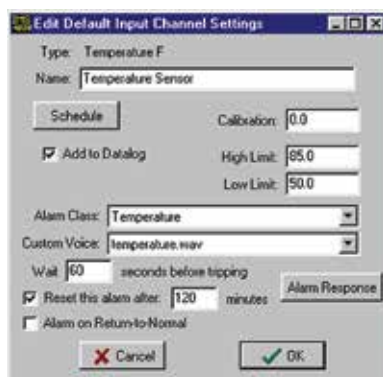 Edit Default Input Channel Settings
Type: Temperature F
Name: Temperature Sensor
Schedule
Calibration: 0.0
Add to Datalog
High Limit: 85.0
Low Limit: 50.0
Alarm Class: Temperature
Custom Voice: temperature.wav
Wait 60 seconds before tripping
Alarm Response
Reset this alarm after: 120 minutes
Alarm on Return-to-Normal
Cancel
OK